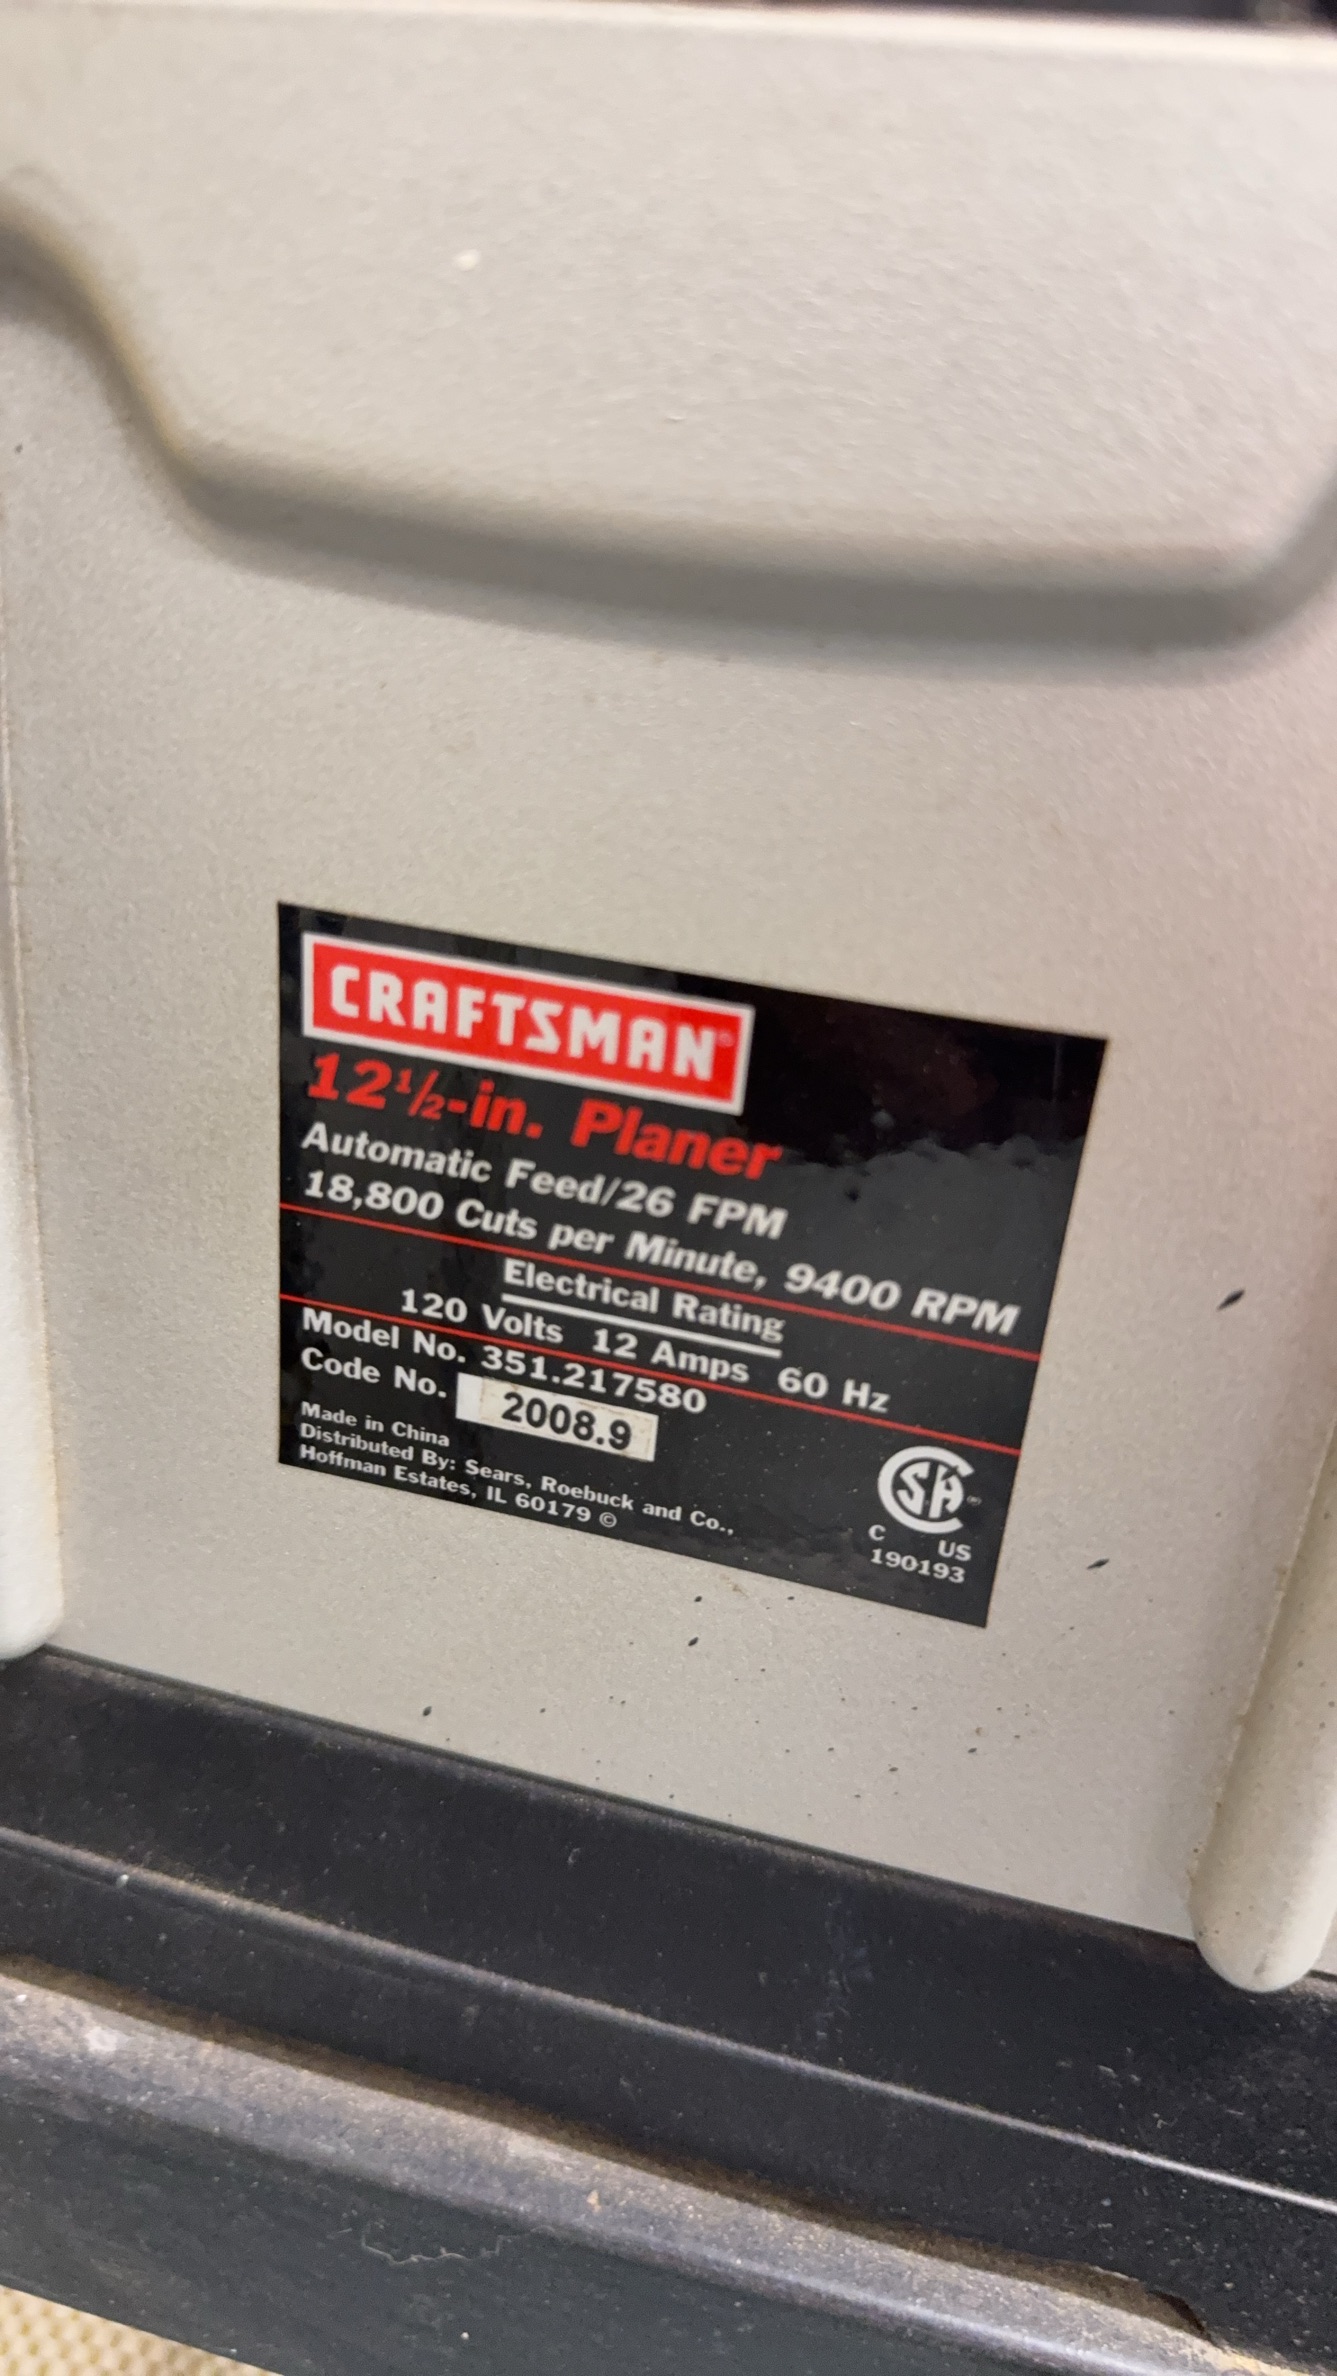 CRAFTSMAN®
12½-in. Planer
Automatic Feed/26 FPM
18,800 Cuts per Minute, 9400 RPM
Electrical Rating
120 Volts 12 Amps 60 Hz
Model No. 351.217580
Code No. 2008.9
Made in China
Distributed By: Sears, Roebuck and Co.,
Hoffman Estates, IL 60179 ©
SA ®
C US
190193